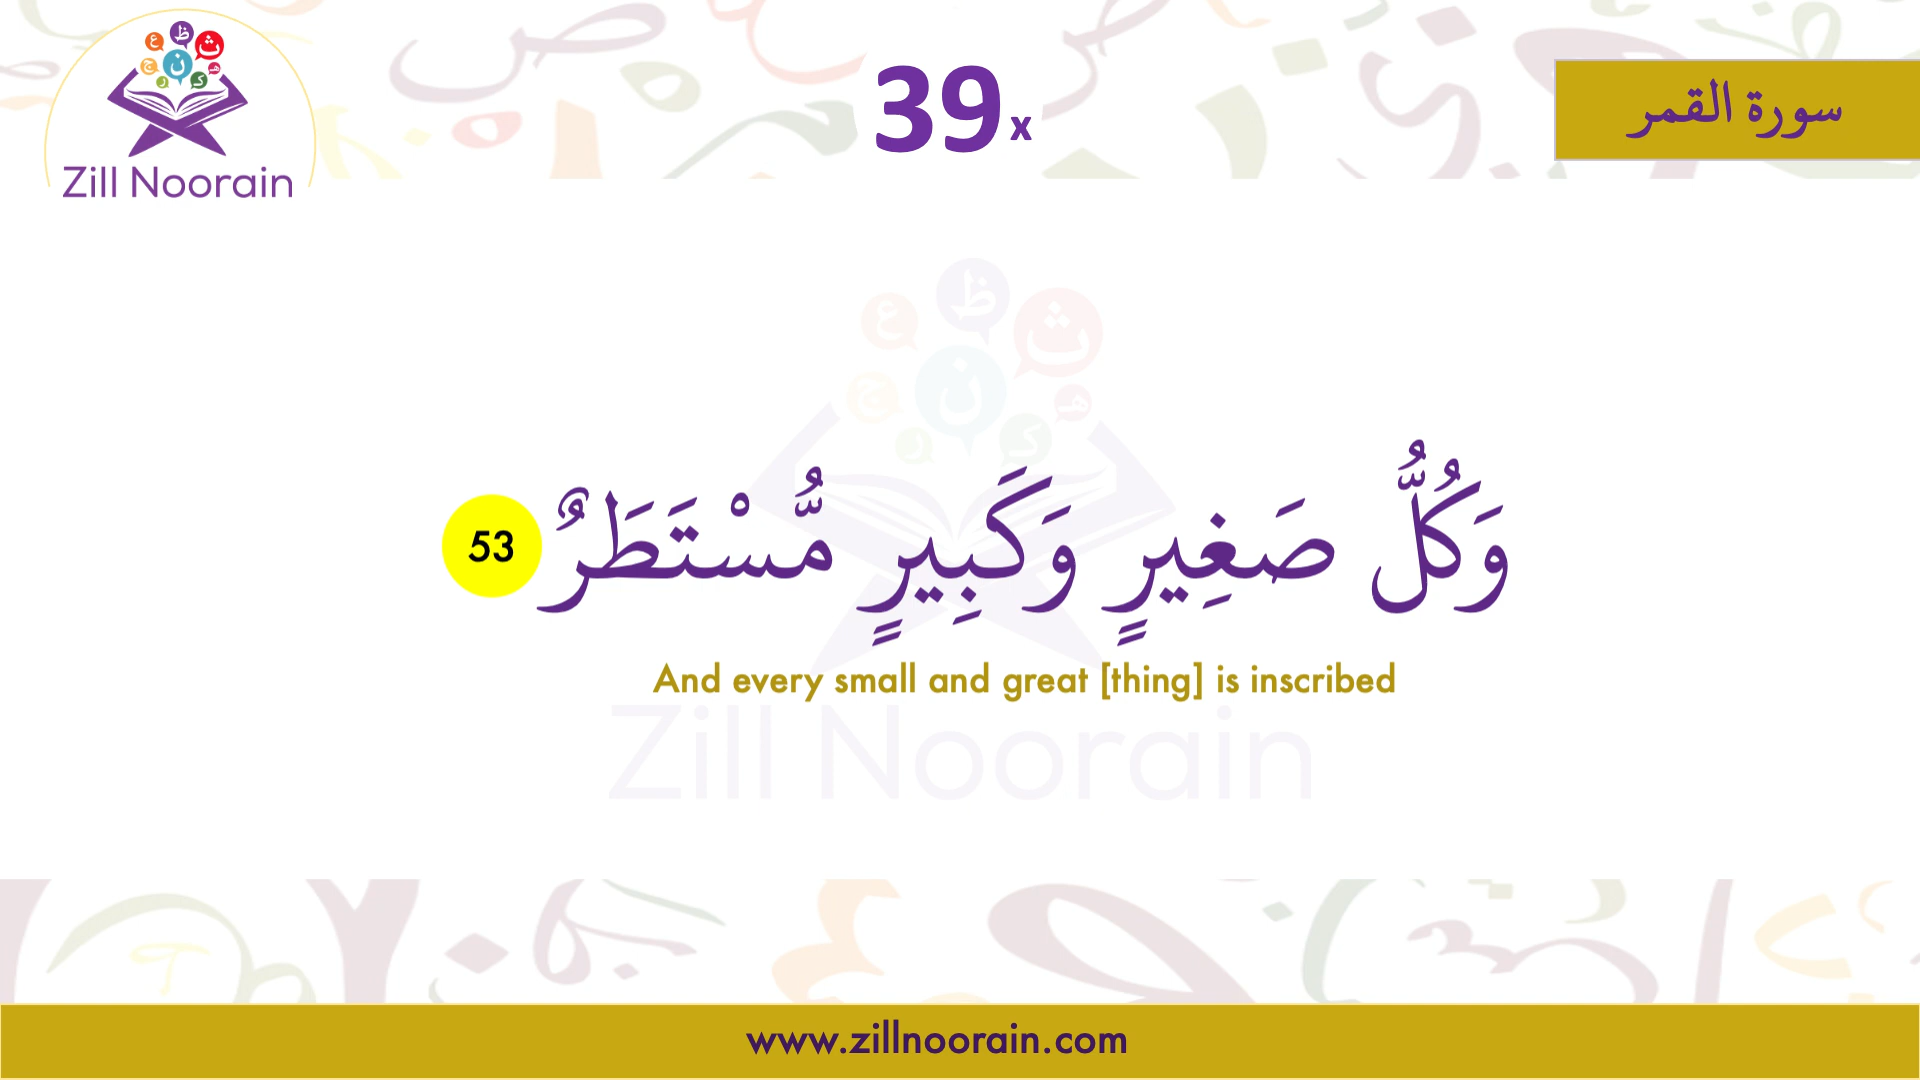 Zill Noorain
39x
سورة القمر
وَكُلُّ صَغِيرٍ وَكَبِيرٍ مُّسْتَطَرٌ 53
And every small and great [thing] is inscribed
Zill Noorain
www.zillnoorain.com